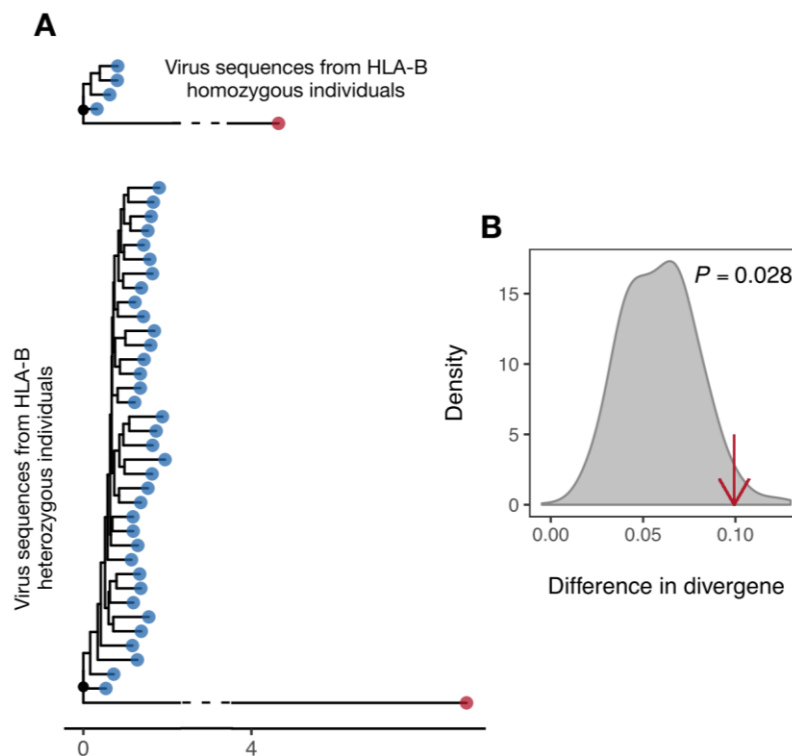 A
Virus sequences from HLA-B
homozygous individuals
Virus sequences from HLA-B
heterozygous individuals
0
4
B
P = 0.028
Density
15
10
5
0
0.00
0.05
0.10
Difference in divergene